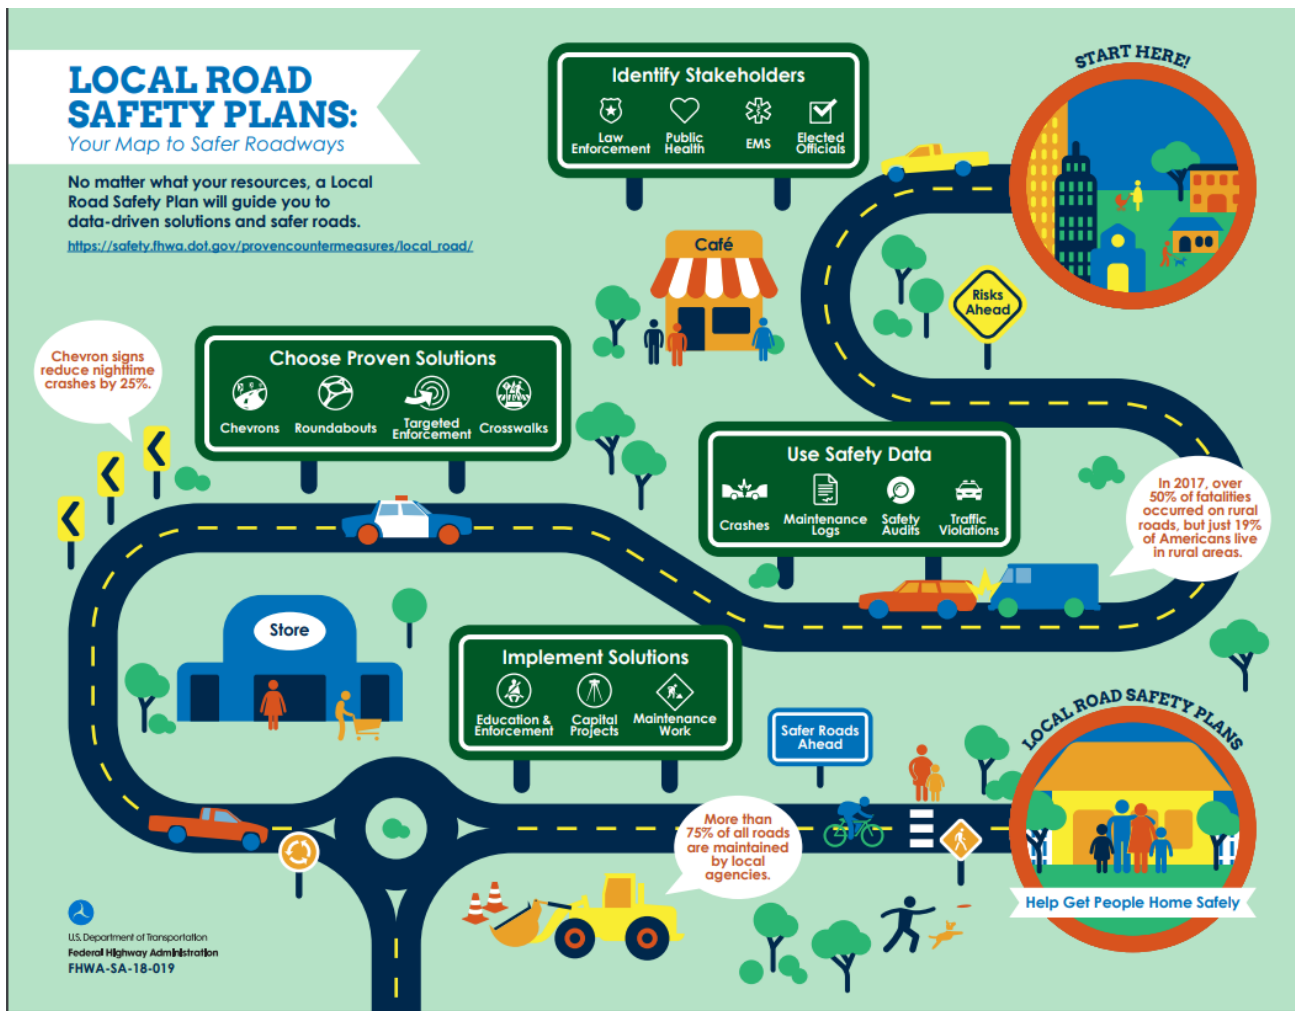 LOCAL ROAD
SAFETY PLANS:
Your Map to Safer Roadways
No matter what your resources, a Local
Road Safety Plan will guide you to
data-driven solutions and safer roads.
https://safety.fhwa.dot.gov/provencountermeasures/local_road/
START HERE!
Identify Stakeholders
Law
Enforcement
Public
Health
EMS
Elected
Officials
Café
Risks
Ahead
Use Safety Data
Crashes
Maintenance
Logs
Safety
Audits
Traffic
Violations
In 2017, over
50% of fatalities
occurred on rural
roads, but just 19%
of Americans live
in rural areas.
Choose Proven Solutions
Chevrons
Roundabouts
Targeted
Enforcement
Crosswalks
Chevron signs
reduce nighttime
crashes by 25%.
Store
Implement Solutions
Education &
Enforcement
Capital
Projects
Maintenance
Work
More than
75% of all roads
are maintained
by local
agencies.
Safer Roads
Ahead
LOCAL ROAD SAFETY PLANS
Help Get People Home Safely
U.S. Department of Transportation
Federal Highway Administration
FHWA-SA-18-019